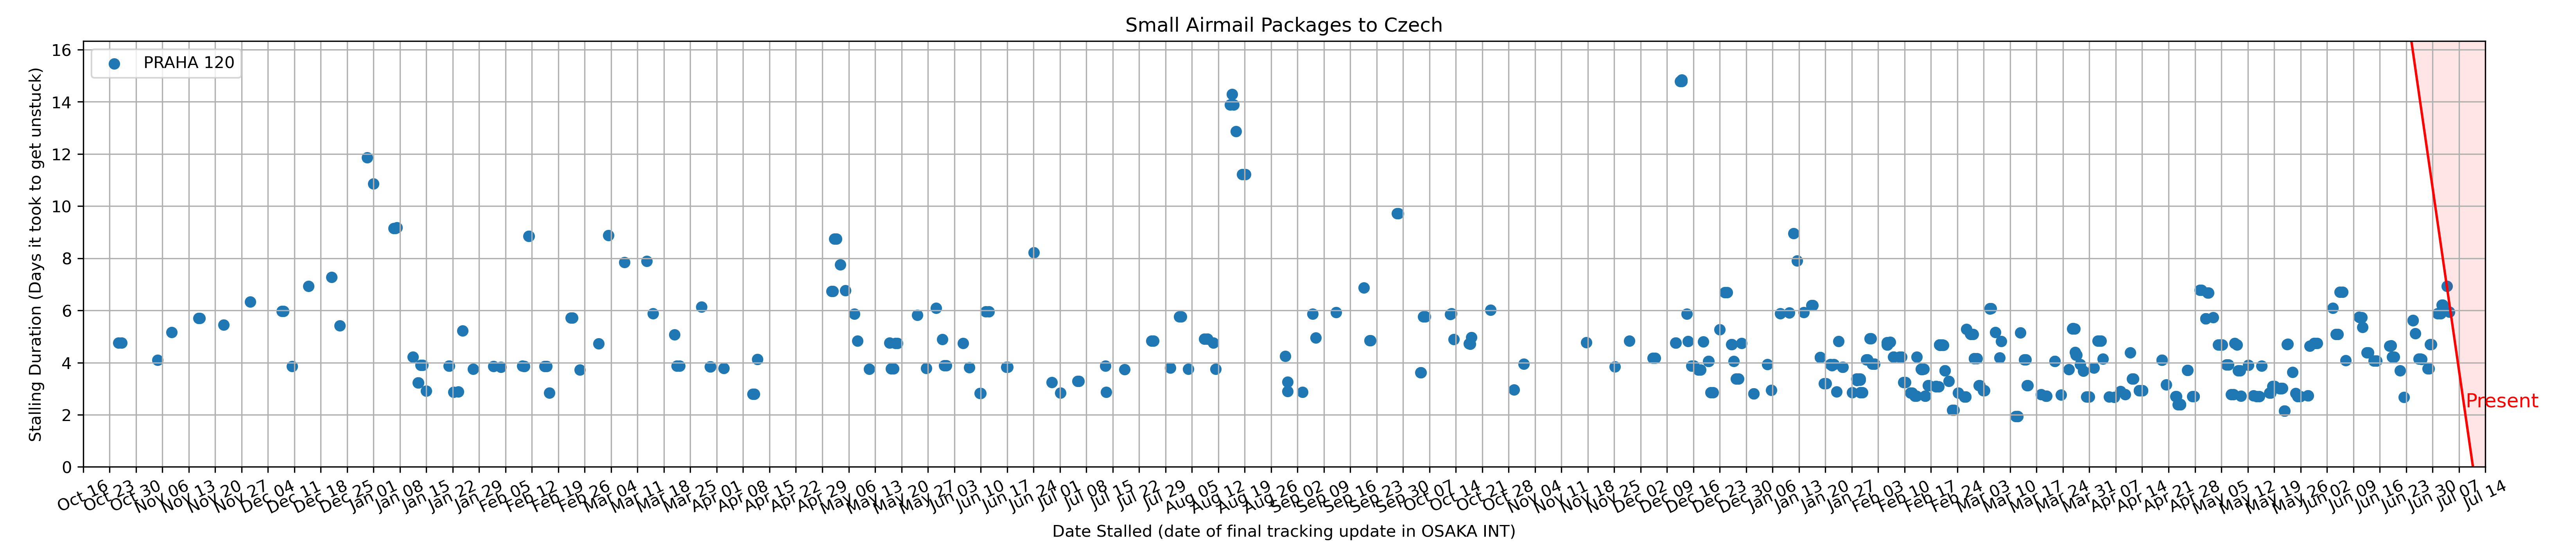 Small Airmail Packages to Czech
PRAHA 120
Stalling Duration (Days it took to get unstuck)
16
14
12
10
8
6
4
2
0
Present
Oct 16 Oct 23 Oct 30 Nov 06 Nov 13 Nov 20 Nov 27 Dec 04 Dec 11 Dec 18 Dec 25 Jan 01 Jan 08 Jan 15 Jan 22 Jan 29 Feb 05 Feb 12 Feb 19 Feb 26 Mar 04 Mar 11 Mar 18 Mar 25 Apr 01 Apr 08 Apr 15 Apr 22 Apr 29 May 06 May 13 May 20 May 27 Jun 03 Jun 10 Jun 17 Jun 24 Jul 01 Jul 08 Jul 15 Jul 22 Jul 29 Aug 05 Aug 12 Aug 19 Aug 26 Sep 02 Sep 09 Sep 16 Sep 23 Sep 30 Oct 07 Oct 14 Oct 21 Oct 28 Nov 04 Nov 11 Nov 18 Nov 25 Dec 02 Dec 09 Dec 16 Dec 23 Dec 30 Jan 06 Jan 13 Jan 20 Jan 27 Feb 03 Feb 10 Feb 17 Feb 24 Mar 03 Mar 10 Mar 17 Mar 24 Mar 31 Apr 07 Apr 14 Apr 21 Apr 28 May 05 May 12 May 19 May 26 Jun 02 Jun 09 Jun 16 Jun 23 Jun 30 Jul 07 Jul 14
Date Stalled (date of final tracking update in OSAKA INT)